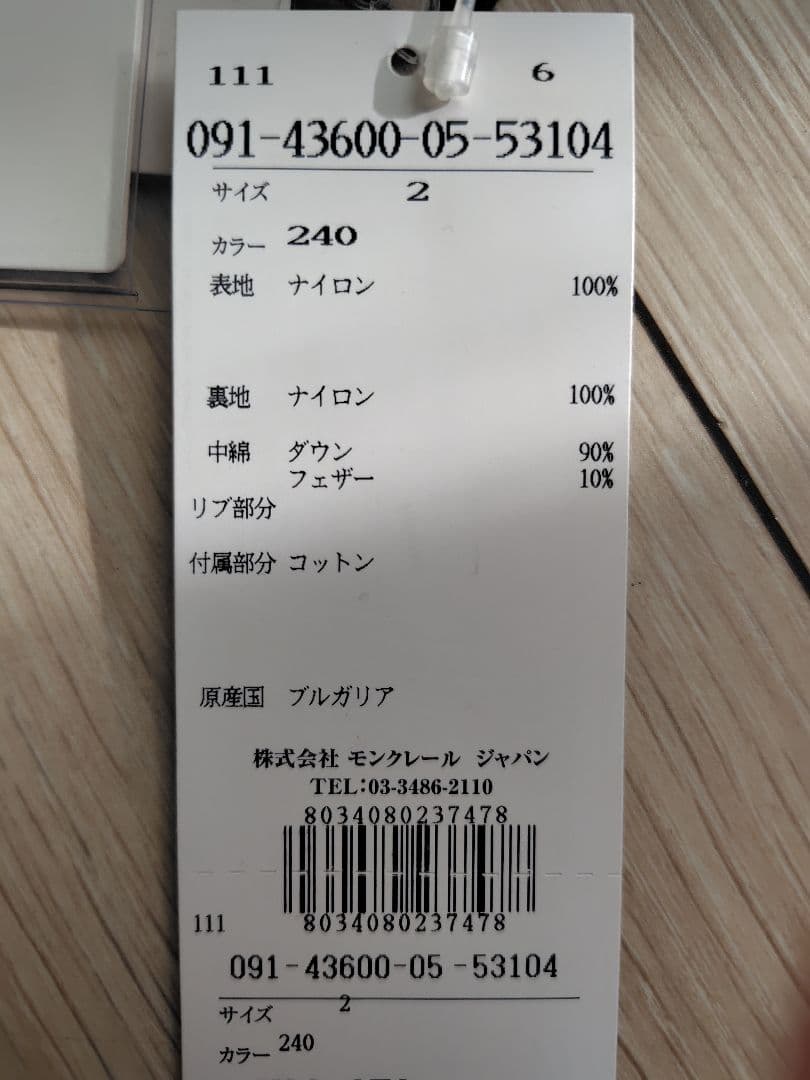 111 6
091-43600-05-53104
サイズ 2
カラー 240
表地 ナイロン 100%
裏地 ナイロン 100%
中綿 ダウン 90%
フェザー 10%
リブ部分
付属部分 コットン
原産国 ブルガリア
株式会社 モンクレール ジャパン
TEL:03-3486-2110
8034080237478
111 8034080237478
091-43600-05-53104
サイズ 2
カラー 240